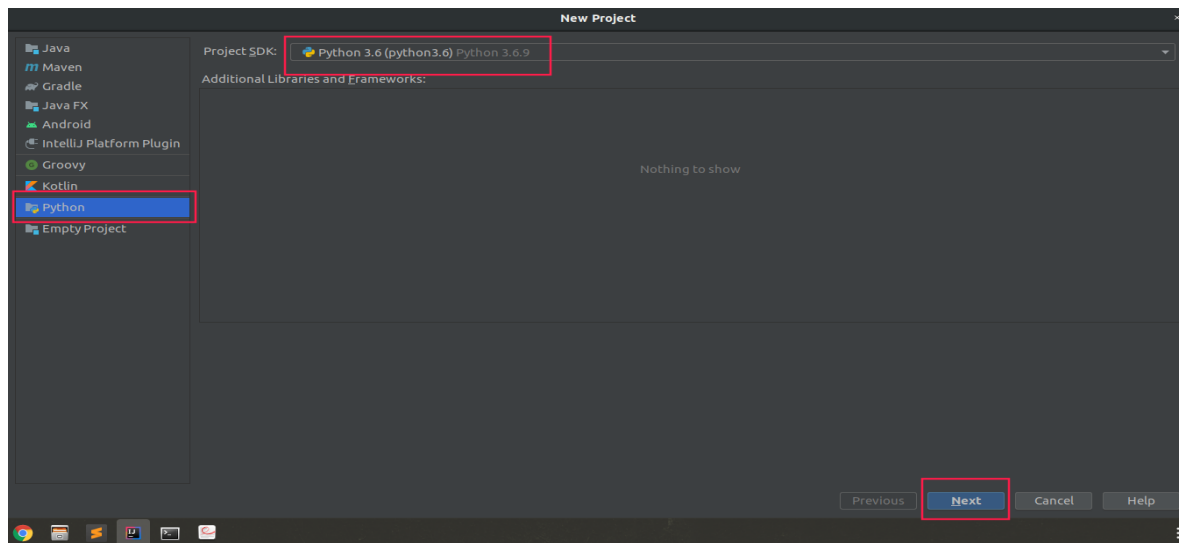 New Project
Java
Maven
Gradle
Java FX
Android
IntelliJ Platform Plugin
Groovy
Kotlin
Python
Empty Project
Project SDK: Python 3.6 (python3.6) Python 3.6.9
Additional Libraries and Frameworks:
Nothing to show
Previous Next Cancel Help